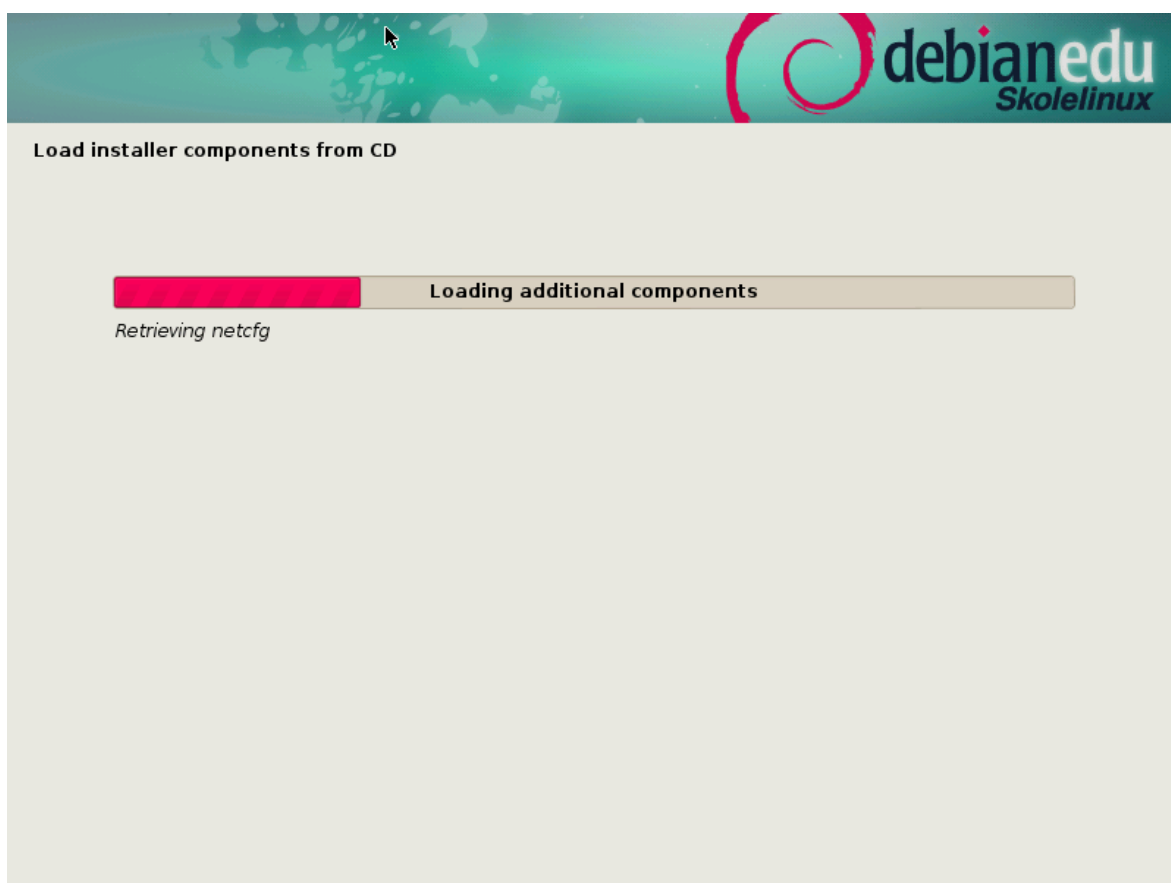 debianedu
Skolelinux
Load installer components from CD
Loading additional components
Retrieving netcfg